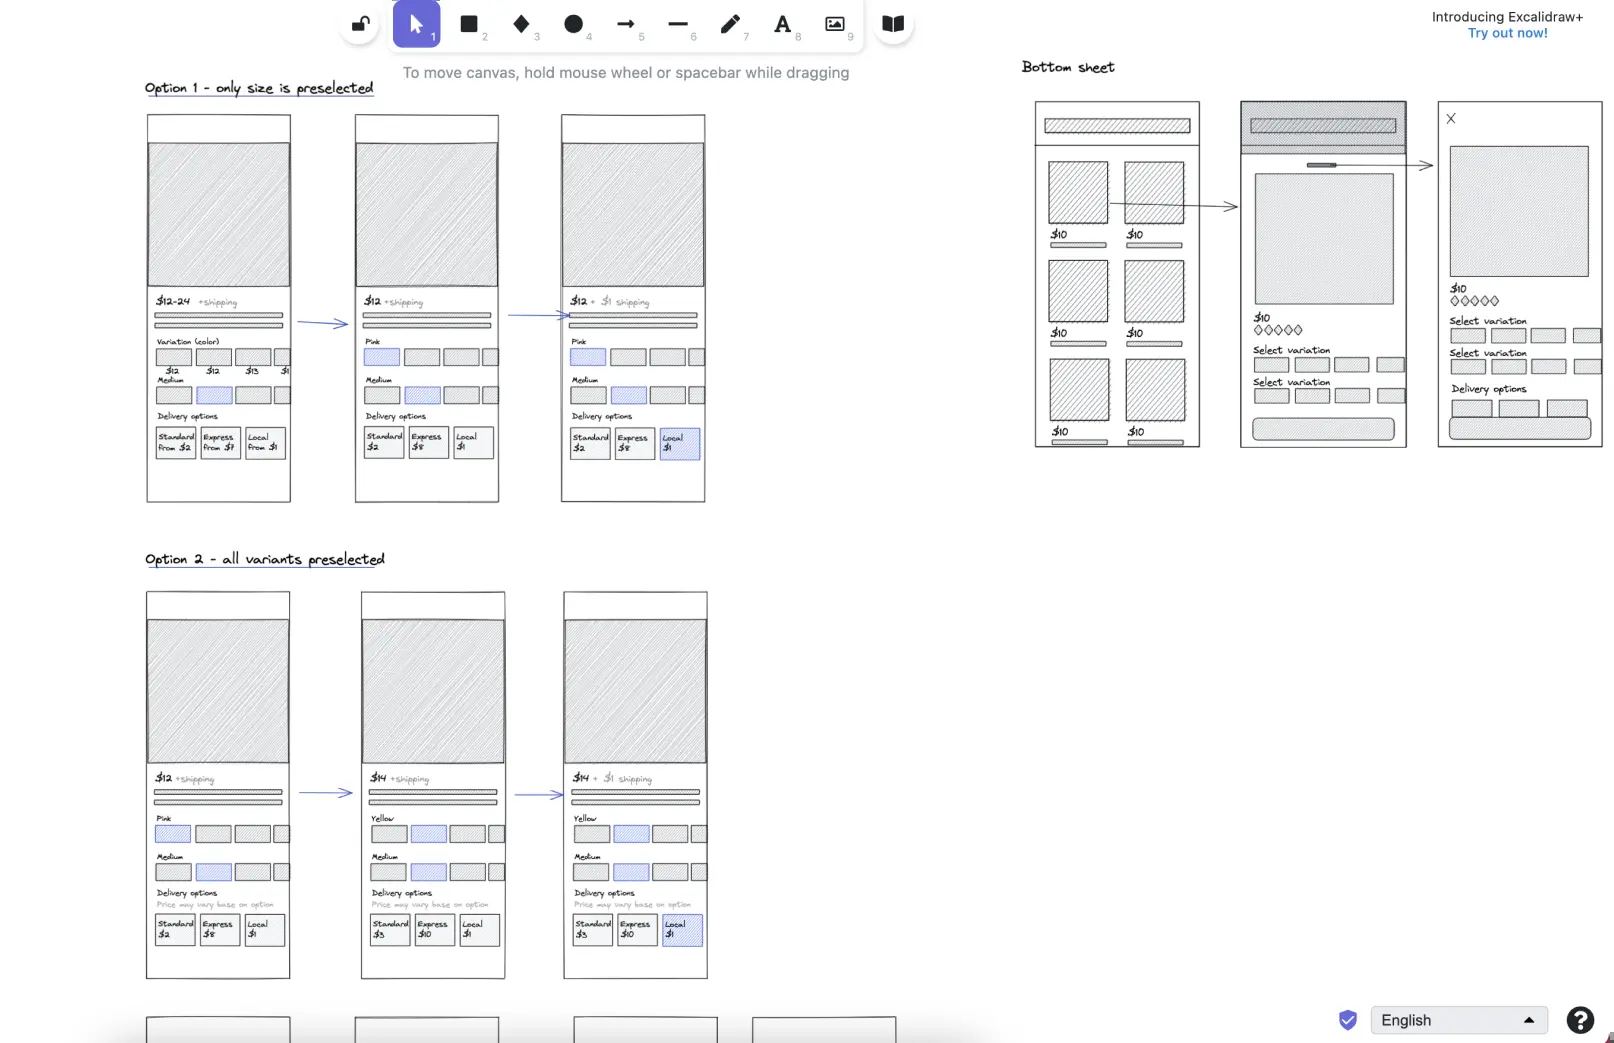 1
2
3
4
5
6
7
8
9
Introducing Excalidraw+
Try out now!
To move canvas, hold mouse wheel or spacebar while dragging
Option 1 - only size is preselected
$12-24 +shipping
Variation (color)
$12 $12 $13 $1
Medium
Delivery options
Standard
from $2
Express
from $7
Local
from $1
$12 +shipping
Pink
Medium
Delivery options
Standard
$2
Express
$8
Local
$1
$12 + $1 shipping
Pink
Medium
Delivery options
Standard
$2
Express
$8
Local
$1
Bottom sheet
$10 $10
$10 $10
$10 $10
$10
Select variation
Select variation
X
$10
Select variation
Select variation
Delivery options
Option 2 - all variants preselected
$12 +shipping
Pink
Medium
Delivery options
Price may vary base on option
Standard
$2
Express
$8
Local
$1
$14 +shipping
Yellow
Medium
Delivery options
Price may vary base on option
Standard
$3
Express
$10
Local
$1
$14 + $1 shipping
Yellow
Medium
Delivery options
Price may vary base on option
Standard
$3
Express
$10
Local
$1
English
?